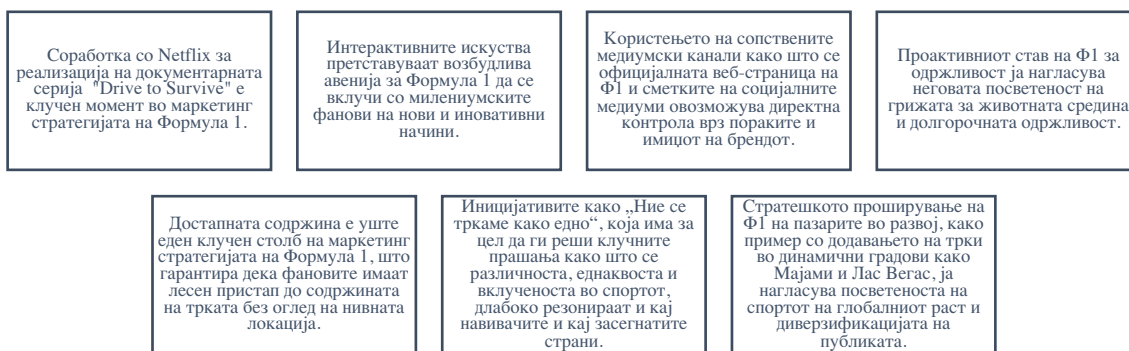 Соработка со Netflix за
реализација на документарната
серија "Drive to Survive" е
клучен момент во маркетинг
стратегијата на Формула 1.
Интерактивните искуства
претставуваат возбудлива
авенија за Формула 1 да се
вклучи со милениумските
фанови на нови и иновативни
начини.
Користењето на сопствените
медиумски канали како што се
официјалната веб-страница на
Ф1 и сметките на социјалните
медиуми овозможува директна
контрола врз пораките и
имиџот на брендот.
Проактивниот став на Ф1 за
одржливост ја нагласува
неговата посветеност на
грижата за животната средина
и долгорочната одржливост.
Достапната содржина е уште
еден клучен столб на маркетинг
стратегијата на Формула 1, што
гарантира дека фановите имаат
лесен пристап до содржината
на трката без оглед на нивната
локација.
Иницијативите како „Ние се
тркаме како едно“, која има за
цел да ги реши клучните
прашања како што се
различноста, еднаквоста и
вклученоста во спортот,
длабоко резонираат и кај
навивачите и кај засегнатите
страни.
Стратешкото проширување на
Ф1 на пазарите во развој, како
пример со додавањето на трки
во динамични градови како
Мајами и Лас Вегас, ја
нагласува посветеноста на
спортот на глобалниот раст и
диверзификацијата на
публиката.